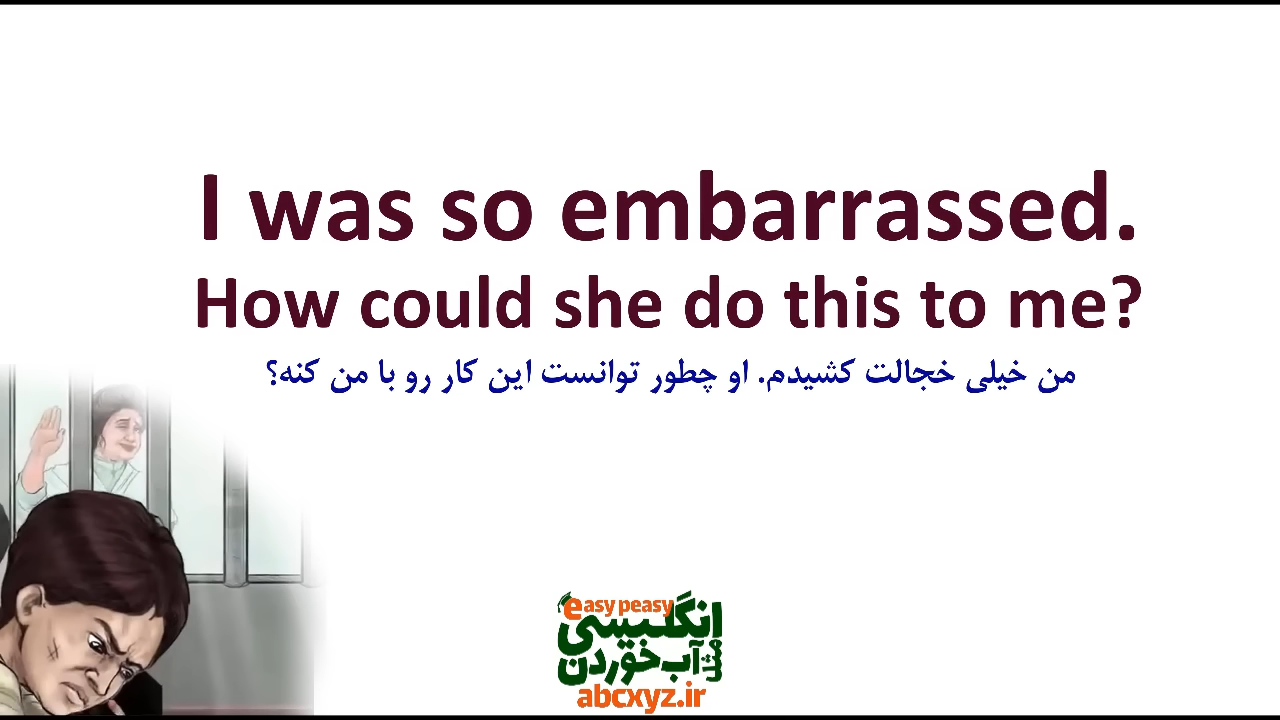 I was so embarrassed.
How could she do this to me?
من خیلی خجالت کشیدم. او چطور توانست این کار رو با من کنه؟
easy peasy
انگلیسی
مثل آب خوردن
abcxyz.ir